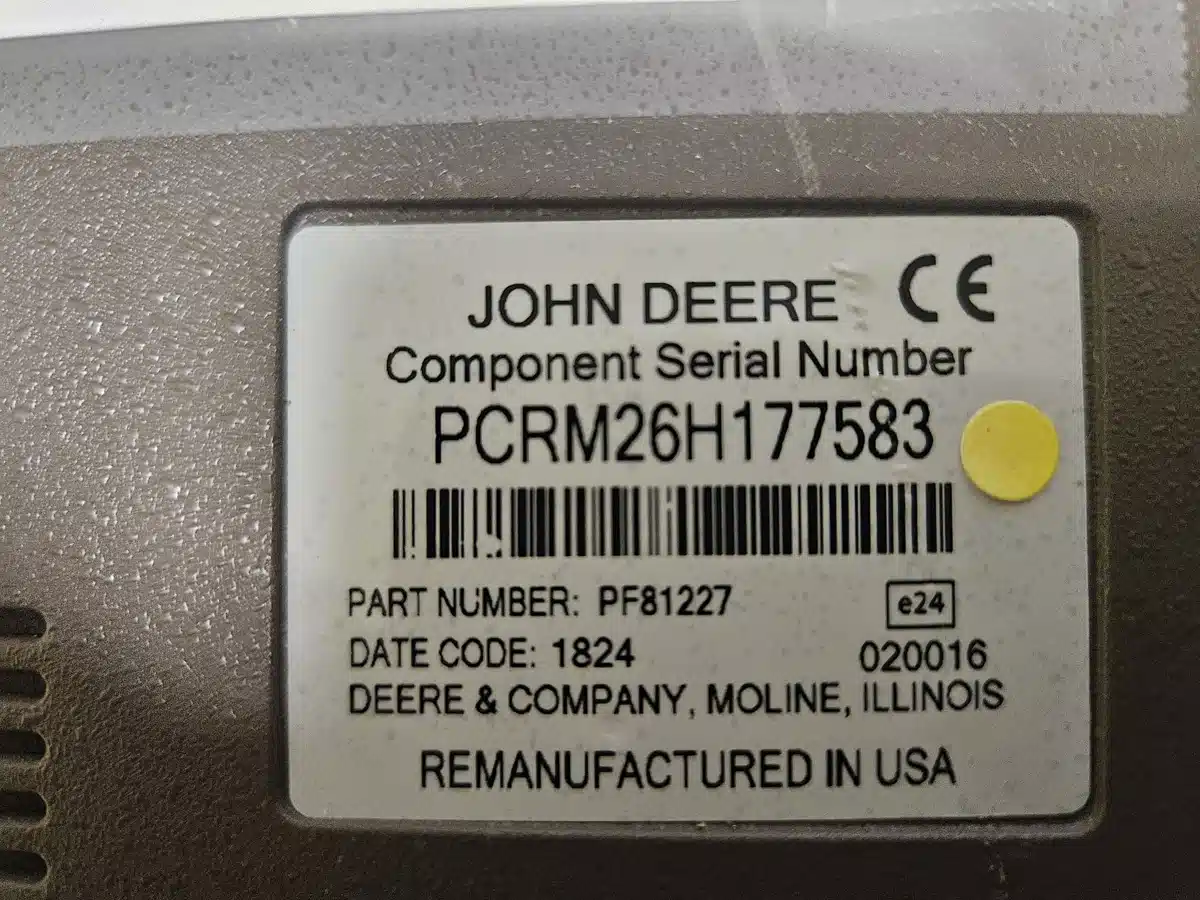 JOHN DEERE CE
Component Serial Number
PCRM26H177583
PART NUMBER: PF81227 e24
DATE CODE: 1824 020016
DEERE & COMPANY, MOLINE, ILLINOIS
REMANUFACTURED IN USA